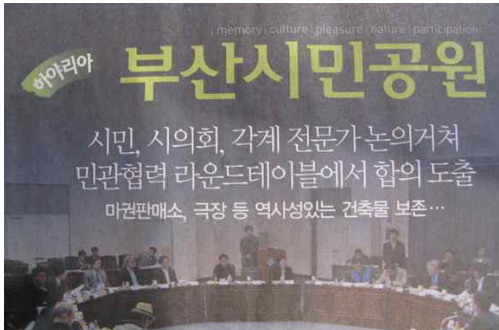 memory | culture | pleasure | nature | participation
하야리아
부산시민공원
시민, 시의회, 각계 전문가 논의거쳐
민관협력 라운드테이블에서 합의 도출
마권판매소, 극장 등 역사성있는 건축물 보존…